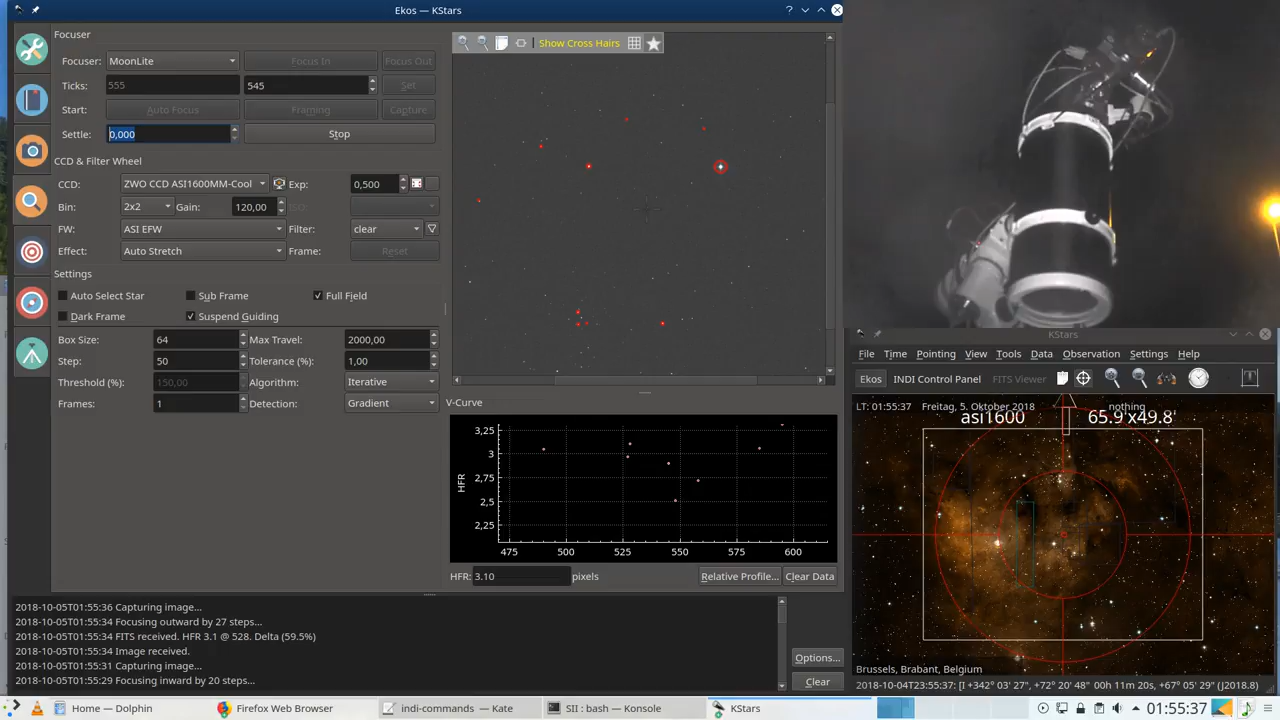 Ekos — KStars
Focuser
Focuser: MoonLite Focus In Focus Out
Ticks: 555 545 Set
Start: Auto Focus Framing Capture
Settle: 0,000 Stop
CCD & Filter Wheel
CCD: ZWO CCD ASI1600MM-Cool Exp: 0,500
Bin: 2x2 Gain: 120,00 ISO:
FW: ASI EFW Filter: clear
Effect: Auto Stretch Frame: Reset
Settings
Auto Select Star Sub Frame Full Field
Dark Frame Suspend Guiding
Box Size: 64 Max Travel: 2000,00
Step: 50 Tolerance (%): 1,00
Threshold (%): 150,00 Algorithm: Iterative
Frames: 1 Detection: Gradient
Show Cross Hairs
V-Curve
HFR
3,25
3
2,75
2,5
2,25
475 500 525 550 575 600
HFR: 3.10 pixels Relative Profile... Clear Data
2018-10-05T01:55:36 Capturing image...
2018-10-05T01:55:34 Focusing outward by 27 steps...
2018-10-05T01:55:34 FITS received. HFR 3.1 @ 528. Delta (59.5%)
2018-10-05T01:55:34 Image received.
2018-10-05T01:55:31 Capturing image...
2018-10-05T01:55:29 Focusing inward by 20 steps...
Options...
Clear
KStars
File Time Pointing View Tools Data Observation Settings Help
Ekos INDI Control Panel FITS Viewer
LT: 01:55:37 Freitag, 5. Oktober 2018 nothing
asi1600 65.9'x49.8'
Brussels, Brabant, Belgium
2018-10-04T23:55:37: [J +342° 03' 27", +72° 20' 48" 00h 11m 20s, +67° 05' 29" (J2018.8)
Home — Dolphin Firefox Web Browser indi-commands — Kate SII : bash — Konsole KStars 01:55:37